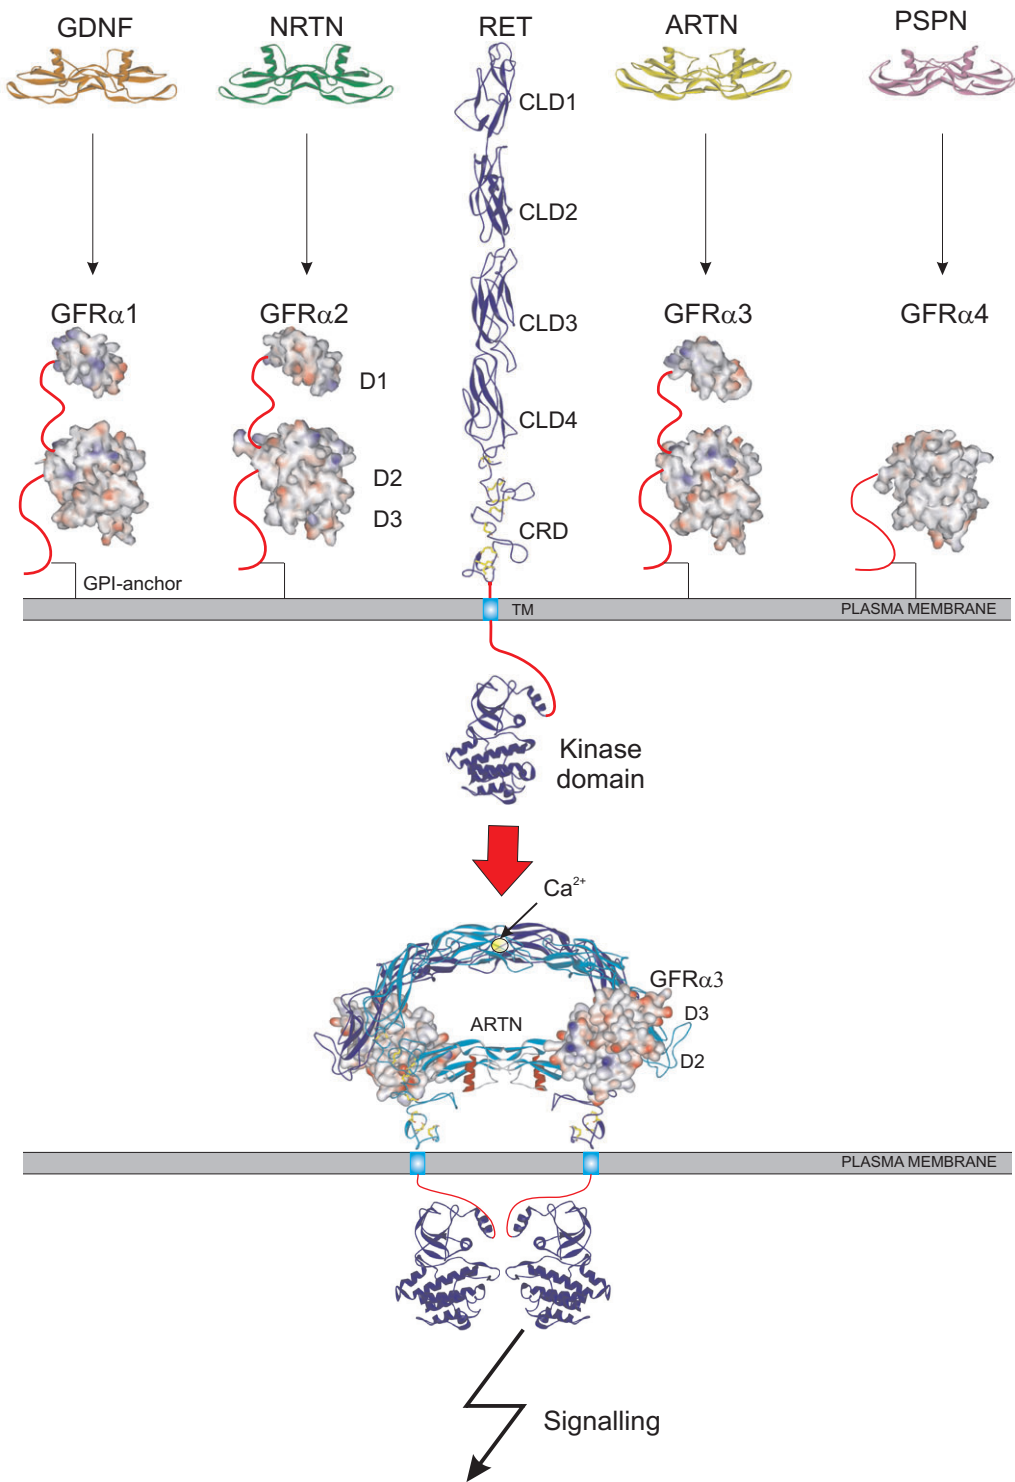 GDNF
NRTN
RET
ARTN
PSPN
CLD1
CLD2
GFRα1
GFRα2
CLD3
GFRα3
GFRα4
D1
CLD4
D2
D3
CRD
GPI-anchor
TM
PLASMA MEMBRANE
Kinase
domain
Ca²⁺
GFRα3
D3
ARTN
D2
PLASMA MEMBRANE
Signalling